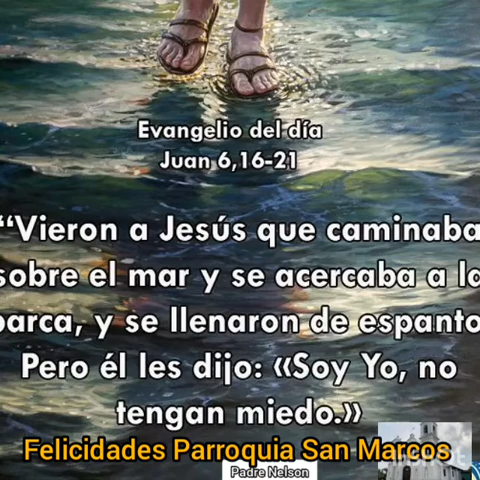 Evangelio del día
Juan 6,16-21
“Vieron a Jesús que caminaba
sobre el mar y se acercaba a la
barca, y se llenaron de espanto
Pero él les dijo: «Soy Yo, no
tengan miedo.»
Felicidades Parroquia San Marcos
Padre Nelson